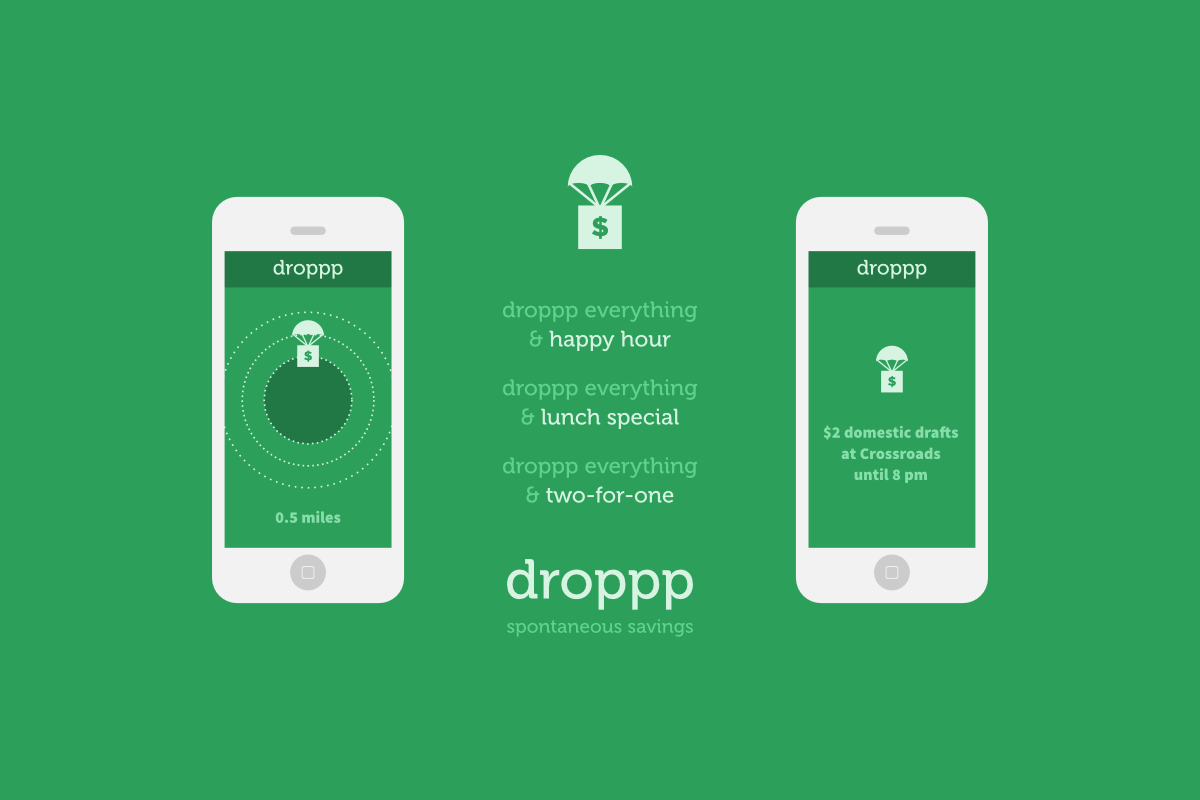 droppp
$
0.5 miles
$
droppp everything
& happy hour
droppp everything
& lunch special
droppp everything
& two-for-one
droppp
spontaneous savings
droppp
$
$2 domestic drafts
at Crossroads
until 8 pm